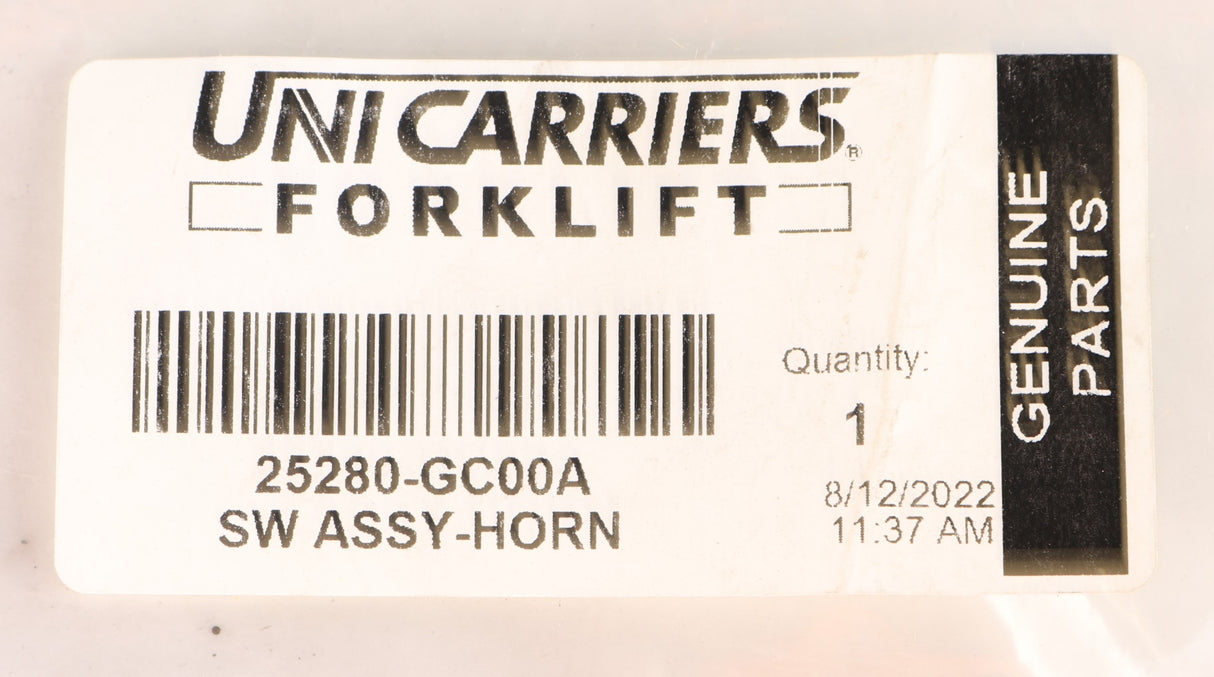 UNICARRIERS®
FORKLIFT
25280-GC00A
SW ASSY-HORN
Quantity:
1
8/12/2022
11:37 AM
GENUINE
PARTS